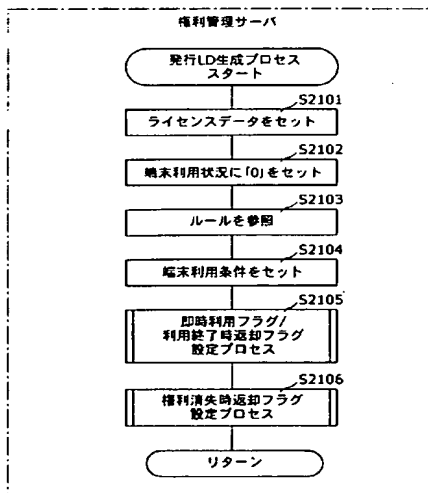 権利管理サーバ
発行LD生成プロセス
スタート
S2101
ライセンスデータをセット
S2102
端末利用状況に「0」をセット
S2103
ルールを参照
S2104
端末利用条件をセット
S2105
即時利用フラグ/
利用終了時返却フラグ
設定プロセス
S2106
権利消失時返却フラグ
設定プロセス
リターン